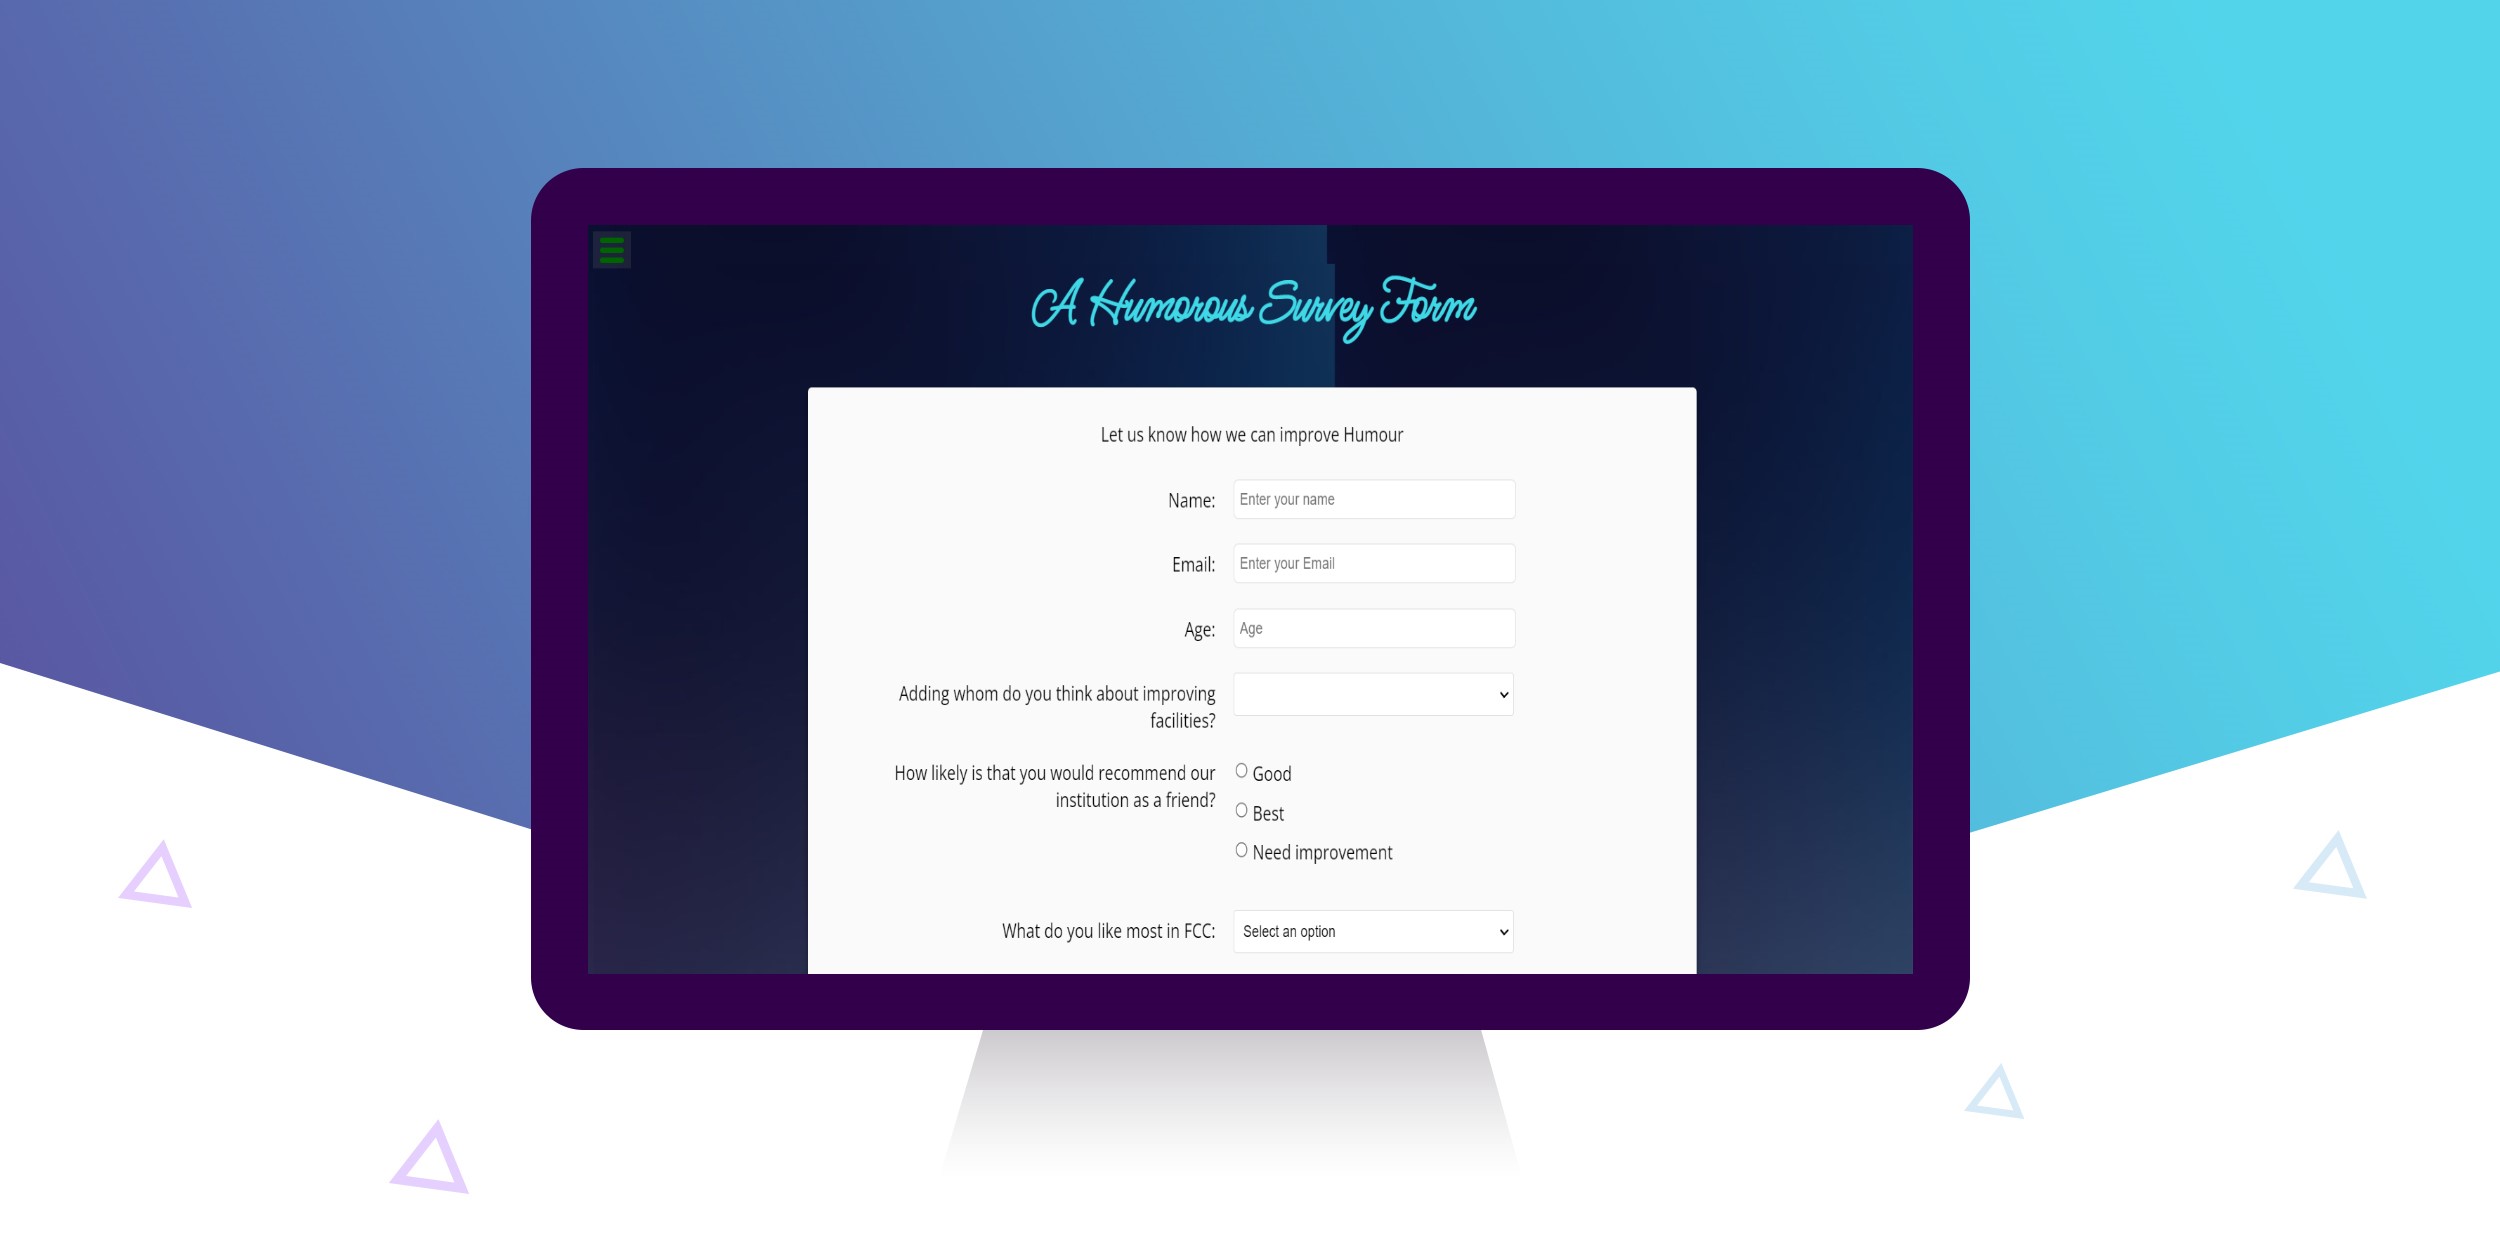 A Humorous Survey Form
Let us know how we can improve Humour
Name: Enter your name
Email: Enter your Email
Age: Age
Adding whom do you think about improving
facilities?
How likely is that you would recommend our
institution as a friend?
Good
Best
Need improvement
What do you like most in FCC: Select an option